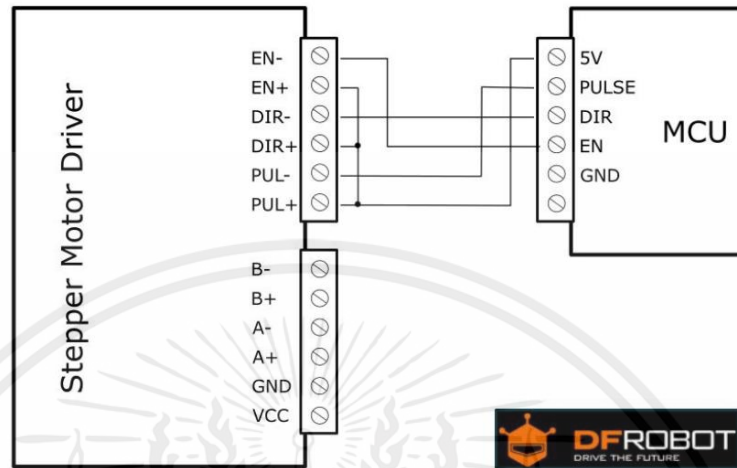 Stepper Motor Driver
EN-
EN+
DIR-
DIR+
PUL-
PUL+
B-
B+
A-
A+
GND
VCC
5V
PULSE
DIR
EN
GND
MCU
DFROBOT
DRIVE THE FUTURE